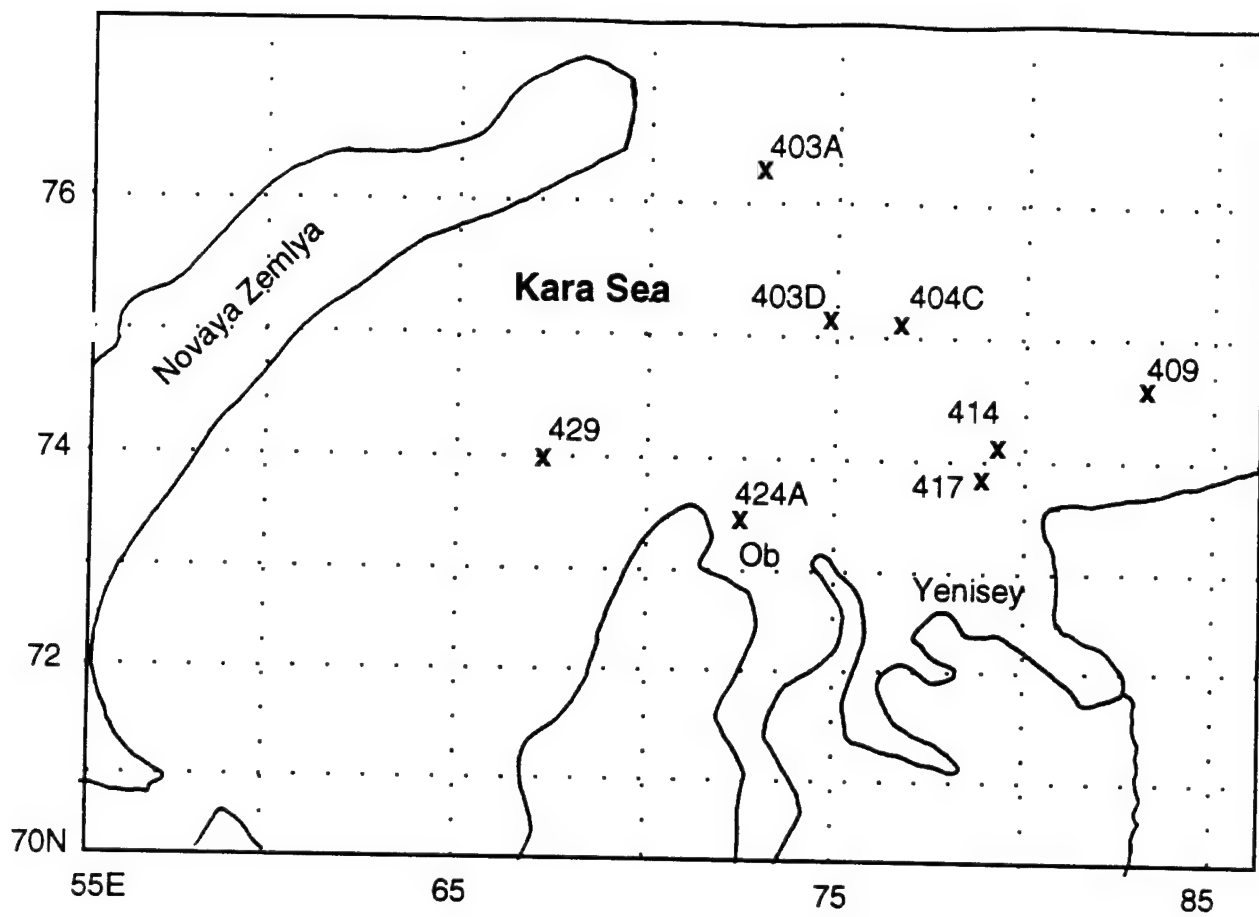 403A
X
76
Novaya Zemlya
Kara Sea
403D
X
404C
X
409
X
74
429
X
414
X
417
X
424A
X
Ob
Yenisey
72
70N
55E
65
75
85